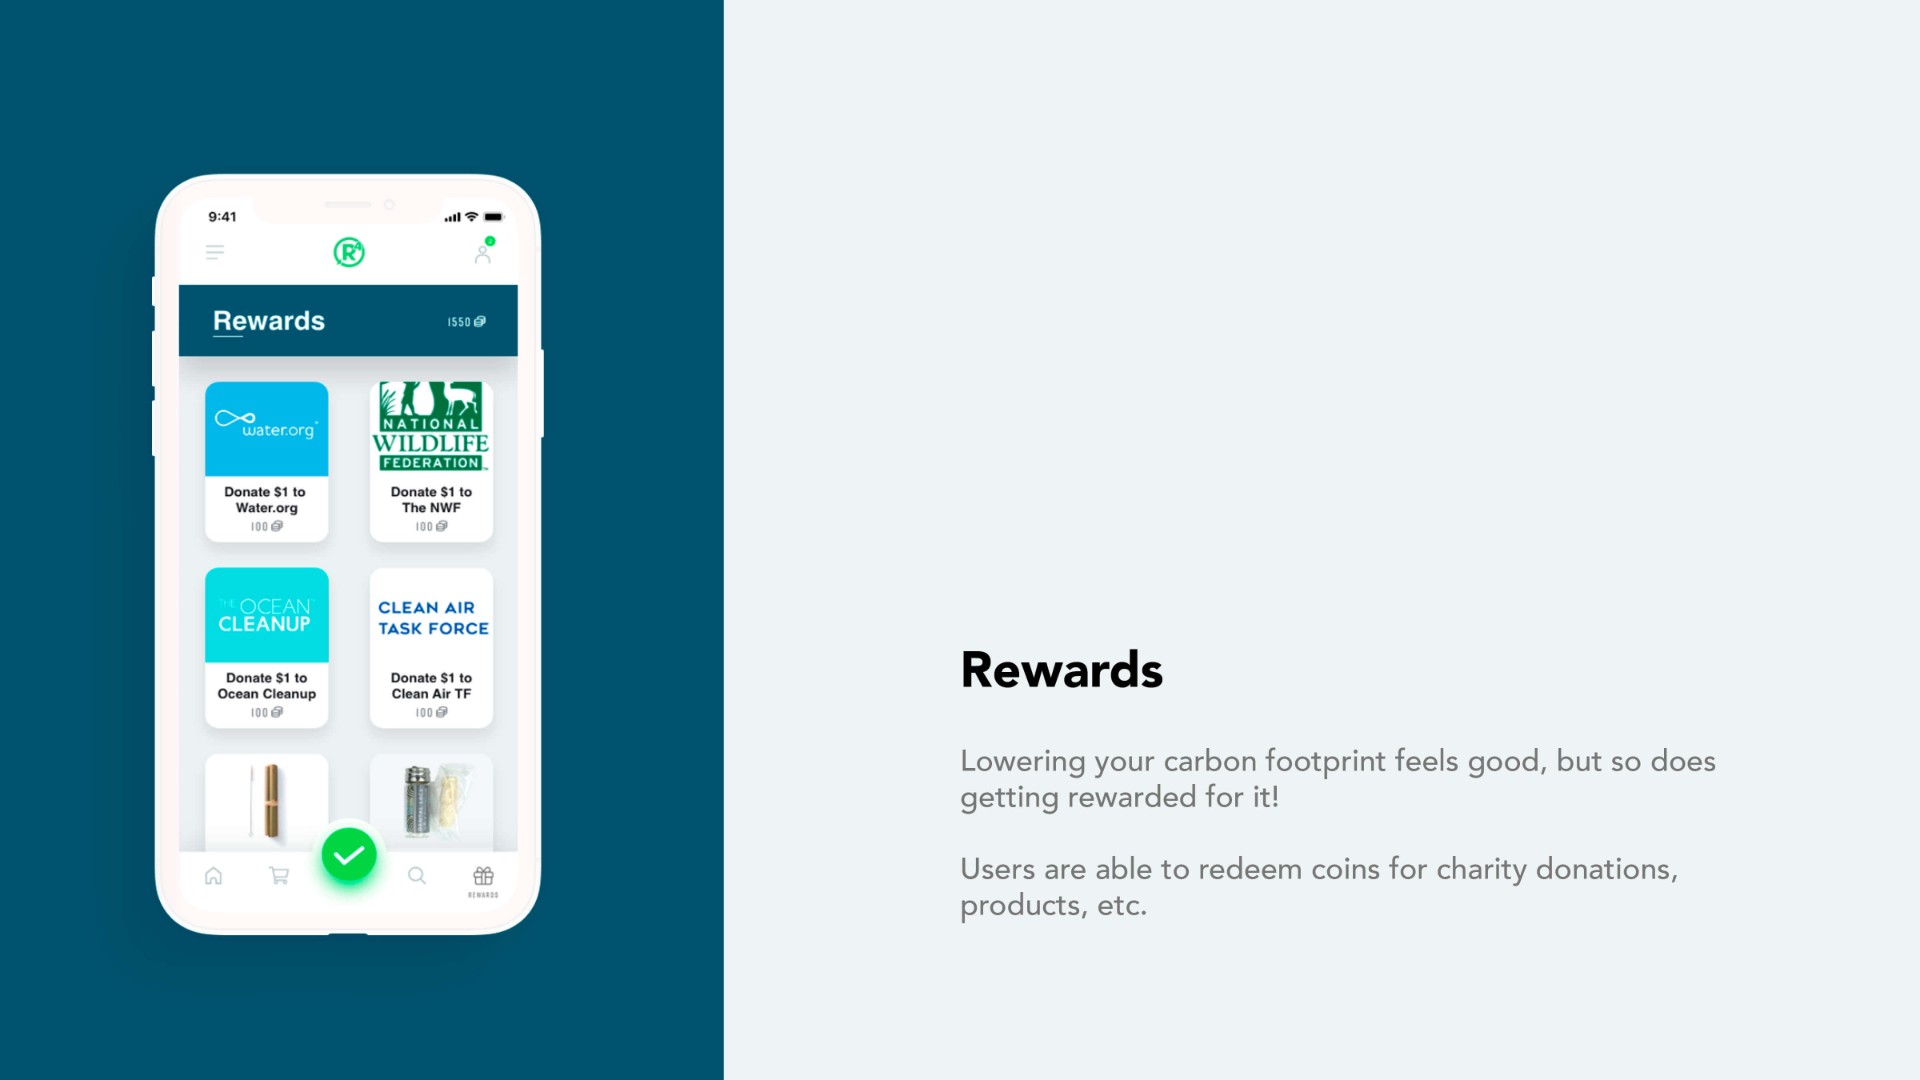 9:41
R4
Rewards
1550
water.org
NATIONAL
WILDLIFE
FEDERATION
Donate $1 to
Water.org
100
Donate $1 to
The NWF
100
THE OCEAN
CLEANUP
CLEAN AIR
TASK FORCE
Donate $1 to
Ocean Cleanup
100
Donate $1 to
Clean Air TF
100
REWARDS
Rewards
Lowering your carbon footprint feels good, but so does
getting rewarded for it!
Users are able to redeem coins for charity donations,
products, etc.